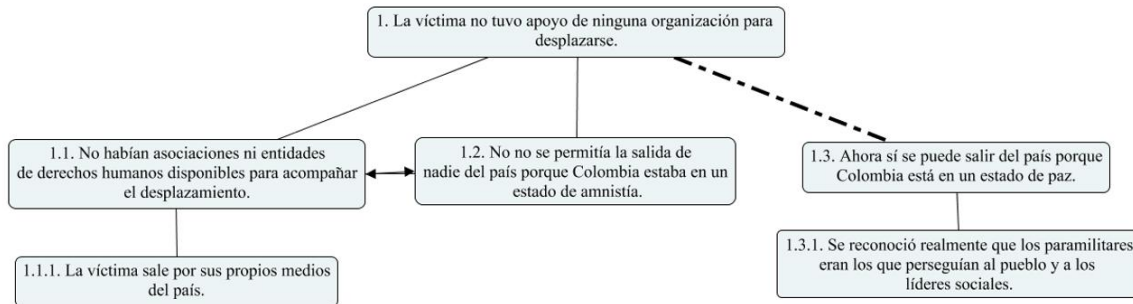 1. La víctima no tuvo apoyo de ninguna organización para
desplazarse.
1.1. No habían asociaciones ni entidades
de derechos humanos disponibles para acompañar
el desplazamiento.
1.2. No no se permitía la salida de
nadie del país porque Colombia estaba en un
estado de amnistía.
1.3. Ahora sí se puede salir del país porque
Colombia está en un estado de paz.
1.1.1. La víctima sale por sus propios medios
del país.
1.3.1. Se reconoció realmente que los paramilitares
eran los que perseguían al pueblo y a los
líderes sociales.